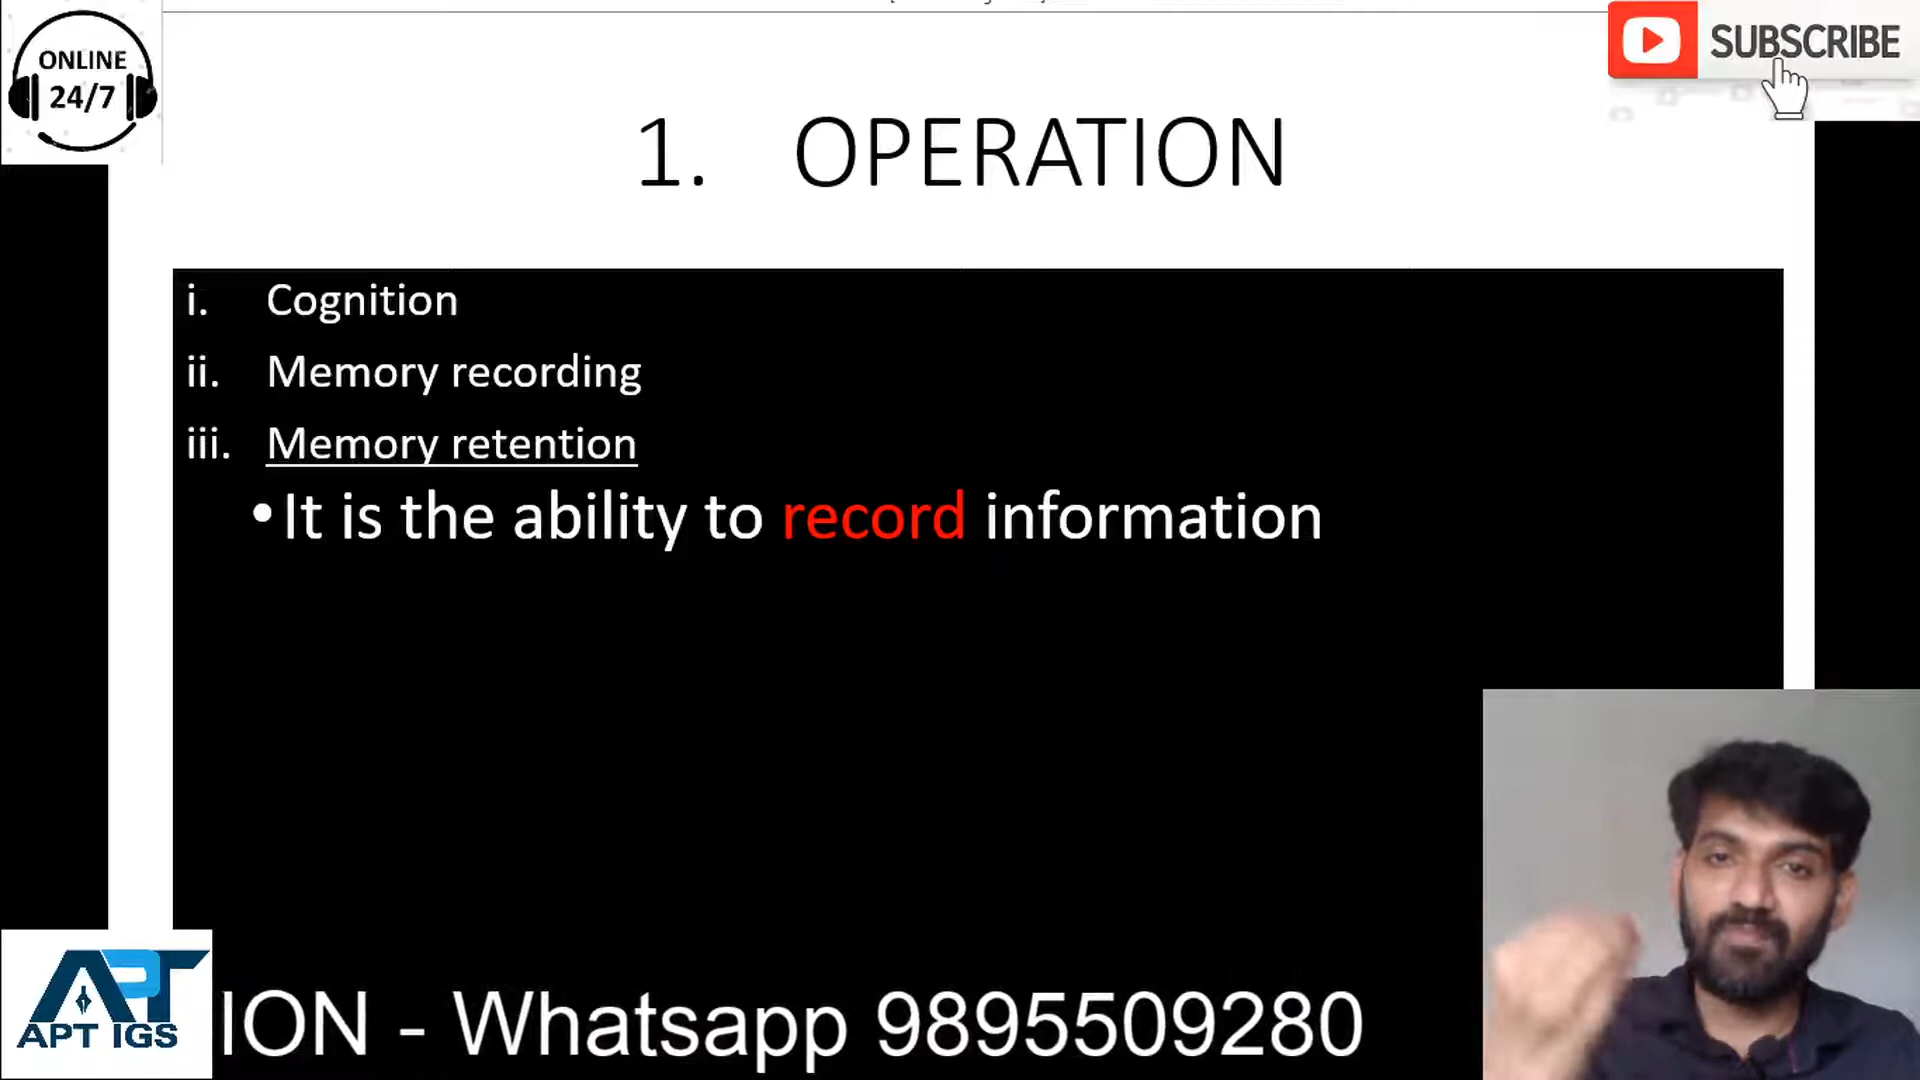 ONLINE
24/7
SUBSCRIBE
1. OPERATION
i. Cognition
ii. Memory recording
iii. Memory retention
•It is the ability to record information
APT IGS
ION - Whatsapp 9895509280